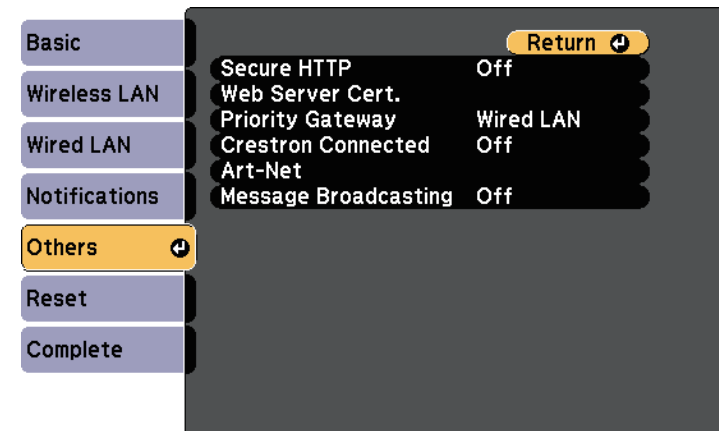 Basic
Wireless LAN
Wired LAN
Notifications
Others
Reset
Complete
Return
Secure HTTP Off
Web Server Cert.
Priority Gateway Wired LAN
Crestron Connected Off
Art-Net
Message Broadcasting Off